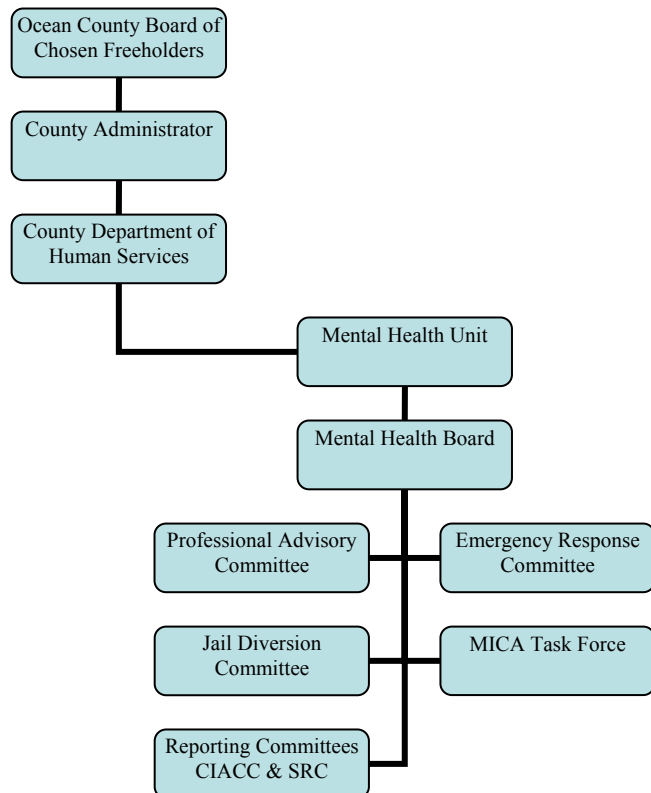 Ocean County Board of
Chosen Freeholders
County Administrator
County Department of
Human Services
Mental Health Unit
Mental Health Board
Professional Advisory
Committee
Emergency Response
Committee
Jail Diversion
Committee
MICA Task Force
Reporting Committees
CIACC & SRC